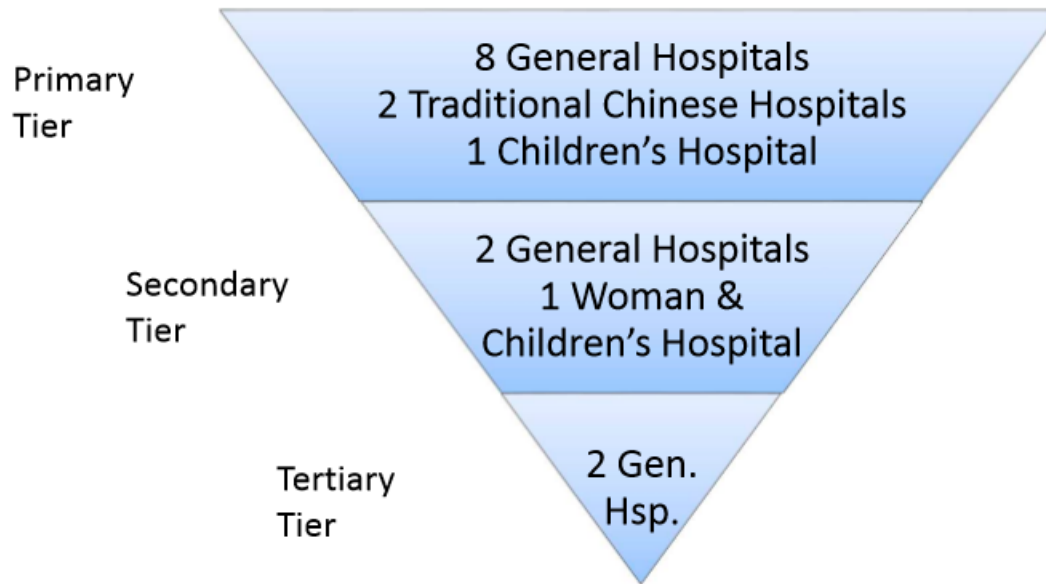 Primary
Tier
8 General Hospitals
2 Traditional Chinese Hospitals
1 Children’s Hospital
Secondary
Tier
2 General Hospitals
1 Woman &
Children’s Hospital
Tertiary
Tier
2 Gen.
Hsp.